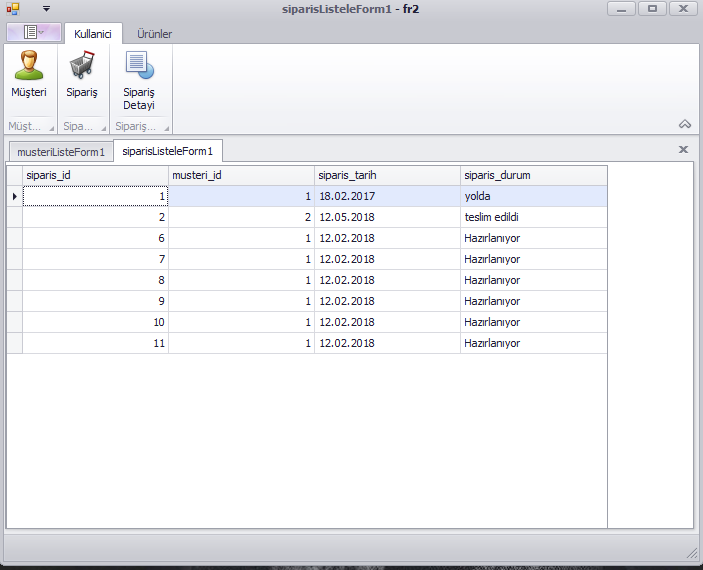 siparisListeleForm1 - fr2
Kullanici Ürünler
Müşteri Sipariş Sipariş
Detayi
Müşt... Sipa... Sipariş...
musteriListeForm1 siparisListeleForm1
siparis_id musteri_id siparis_tarih siparis_durum
1 1 18.02.2017 yolda
2 2 12.05.2018 teslim edildi
6 1 12.02.2018 Hazırlanıyor
7 1 12.02.2018 Hazırlanıyor
8 1 12.02.2018 Hazırlanıyor
9 1 12.02.2018 Hazırlanıyor
10 1 12.02.2018 Hazırlanıyor
11 1 12.02.2018 Hazırlanıyor